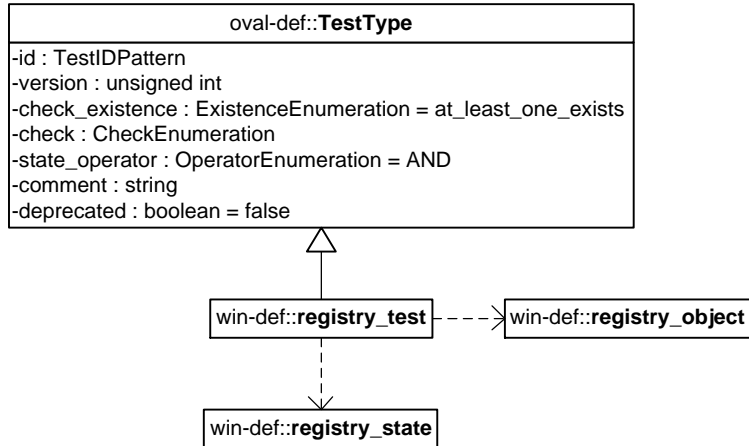 oval-def::TestType
-id : TestIDPattern
-version : unsigned int
-check_existence : ExistenceEnumeration = at_least_one_exists
-check : CheckEnumeration
-state_operator : OperatorEnumeration = AND
-comment : string
-deprecated : boolean = false
win-def::registry_test
win-def::registry_object
win-def::registry_state